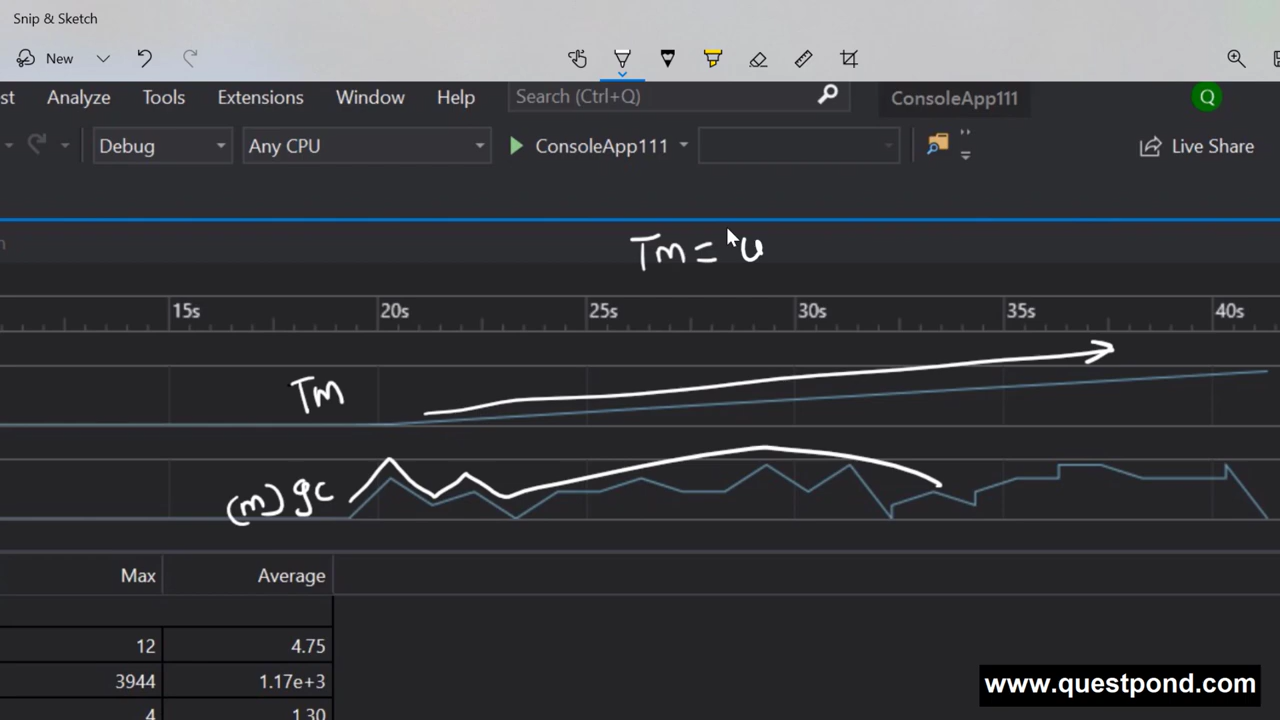 Snip & Sketch
New
st Analyze Tools Extensions Window Help Search (Ctrl+Q) ConsoleApp111 Q
Debug Any CPU ConsoleApp111 Live Share
Tm = u
15s 20s 25s 30s 35s 40s
Tm
(m) gc
Max Average
12 4.75
3944 1.17e+3
4 1.30
www.questpond.com